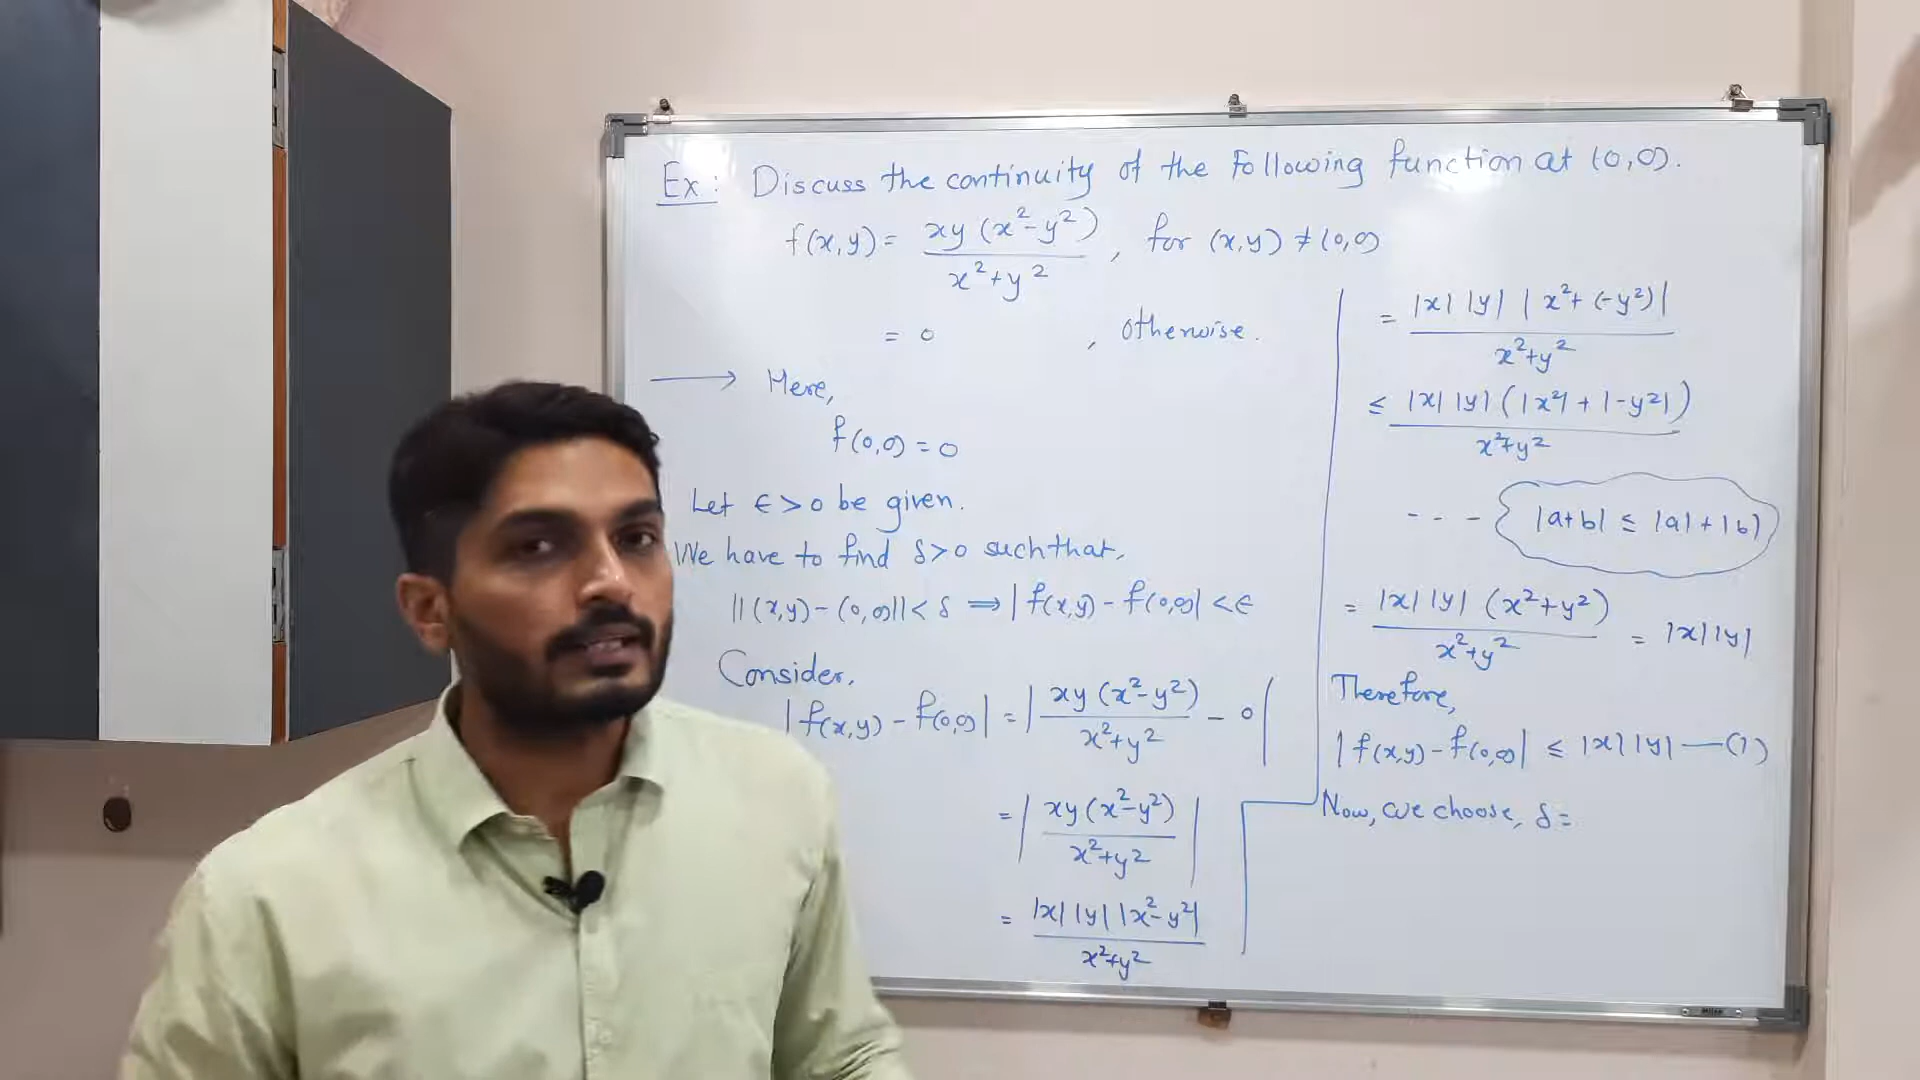 Ex: Discuss the continuity of the following function at (0,0).
f(x,y) = xy (x²-y²) / x²+y² , for (x,y) ≠ (0,0)
= 0 , otherwise.
→ Here,
f(0,0) = 0
Let ϵ>0 be given.
We have to find δ>0 such that,
||(x,y) - (0,0)|| < δ ⟹ |f(x,y) - f(0,0)| < ϵ
Consider,
|f(x,y) - f(0,0)| = | xy (x²-y²) / x²+y² - 0 |
= | xy (x²-y²) / x²+y² |
= |x| |y| |x²-y²| / x²+y²
= |x| |y| | x²+ (-y²)| / x²+y²
≤ |x| |y| (|x²| + |-y²|) / x²+y²
- - - |a+b| ≤ |a| + |b|
= |x| |y| (x²+y²) / x²+y² = |x| |y|
Therefore,
|f(x,y) - f(0,0)| ≤ |x| |y| —(1)
Now, we choose, δ =